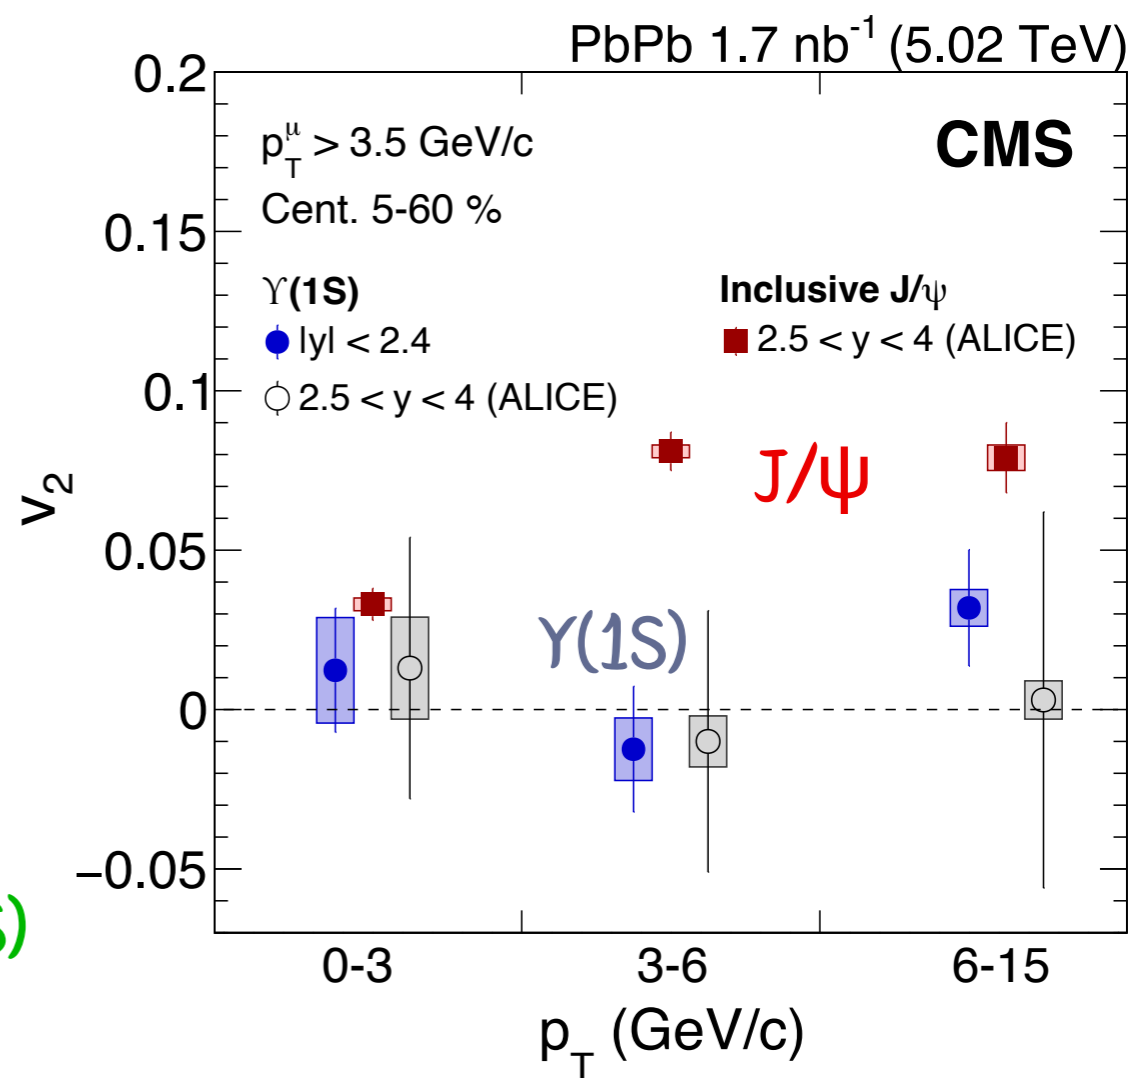 PbPb 1.7 nb⁻¹ (5.02 TeV)
0.2
p_T^μ > 3.5 GeV/c
CMS
Cent. 5-60 %
0.15
ϒ(1S)
Inclusive J/ψ
|y| < 2.4
2.5 < y < 4 (ALICE)
2.5 < y < 4 (ALICE)
0.1
J/ψ
v₂
0.05
ϒ(1S)
0
−0.05
S)
0-3
3-6
6-15
p_T (GeV/c)